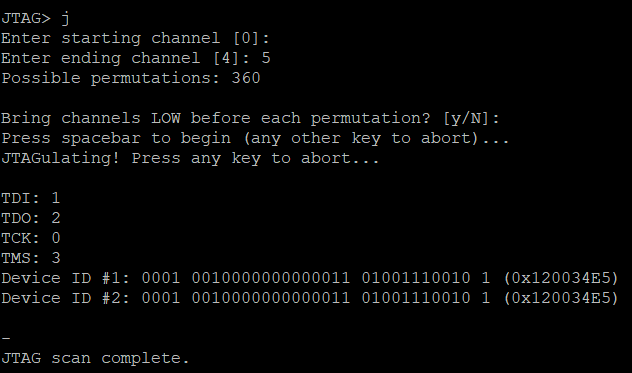 JTAG> j
Enter starting channel [0]:
Enter ending channel [4]: 5
Possible permutations: 360
Bring channels LOW before each permutation? [y/N]:
Press spacebar to begin (any other key to abort)...
JTAGulating! Press any key to abort...
TDI: 1
TDO: 2
TCK: 0
TMS: 3
Device ID #1: 0001 0010000000000011 01001110010 1 (0x120034E5)
Device ID #2: 0001 0010000000000011 01001110010 1 (0x120034E5)
-
JTAG scan complete.